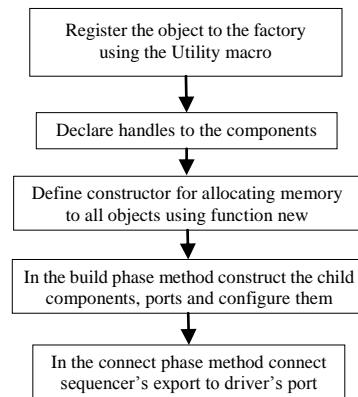 Register the object to the factory
using the Utility macro
Declare handles to the components
Define constructor for allocating memory
to all objects using function new
In the build phase method construct the child
components, ports and configure them
In the connect phase method connect
sequencer's export to driver's port